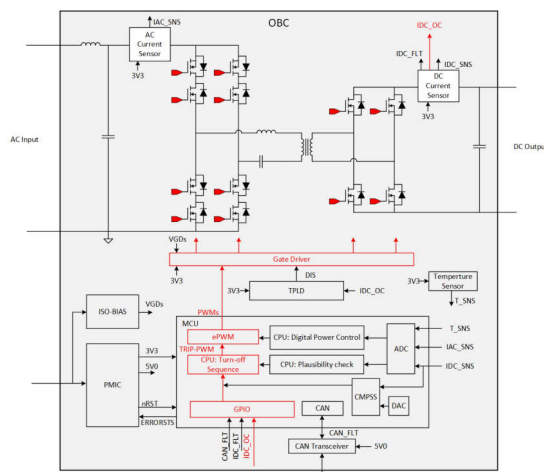 OBC
IAC_SNS
AC
Current
Sensor
3V3
IDC_OC
IDC_FLT
IDC_SNS
DC
Current
Sensor
3V3
AC Input
DC Output
VGDs
Gate Driver
3V3
DIS
3V3
TPLD
IDC_OC
3V3
Temperture
Sensor
T_SNS
PWMs
ISO-BIAS
VGDs
MCU
ePWM
CPU: Digital Power Control
TRIP-PWM
CPU: Turn-off
Sequence
CPU: Plausibility check
ADC
T_SNS
IAC_SNS
IDC_SNS
PMIC
3V3
5V0
nRST
ERRORSTS
GPIO
CAN
CMPSS
DAC
CAN_FLT
IDC_FLT
IDC_OC
CAN_FLT
CAN Transceiver
5V0